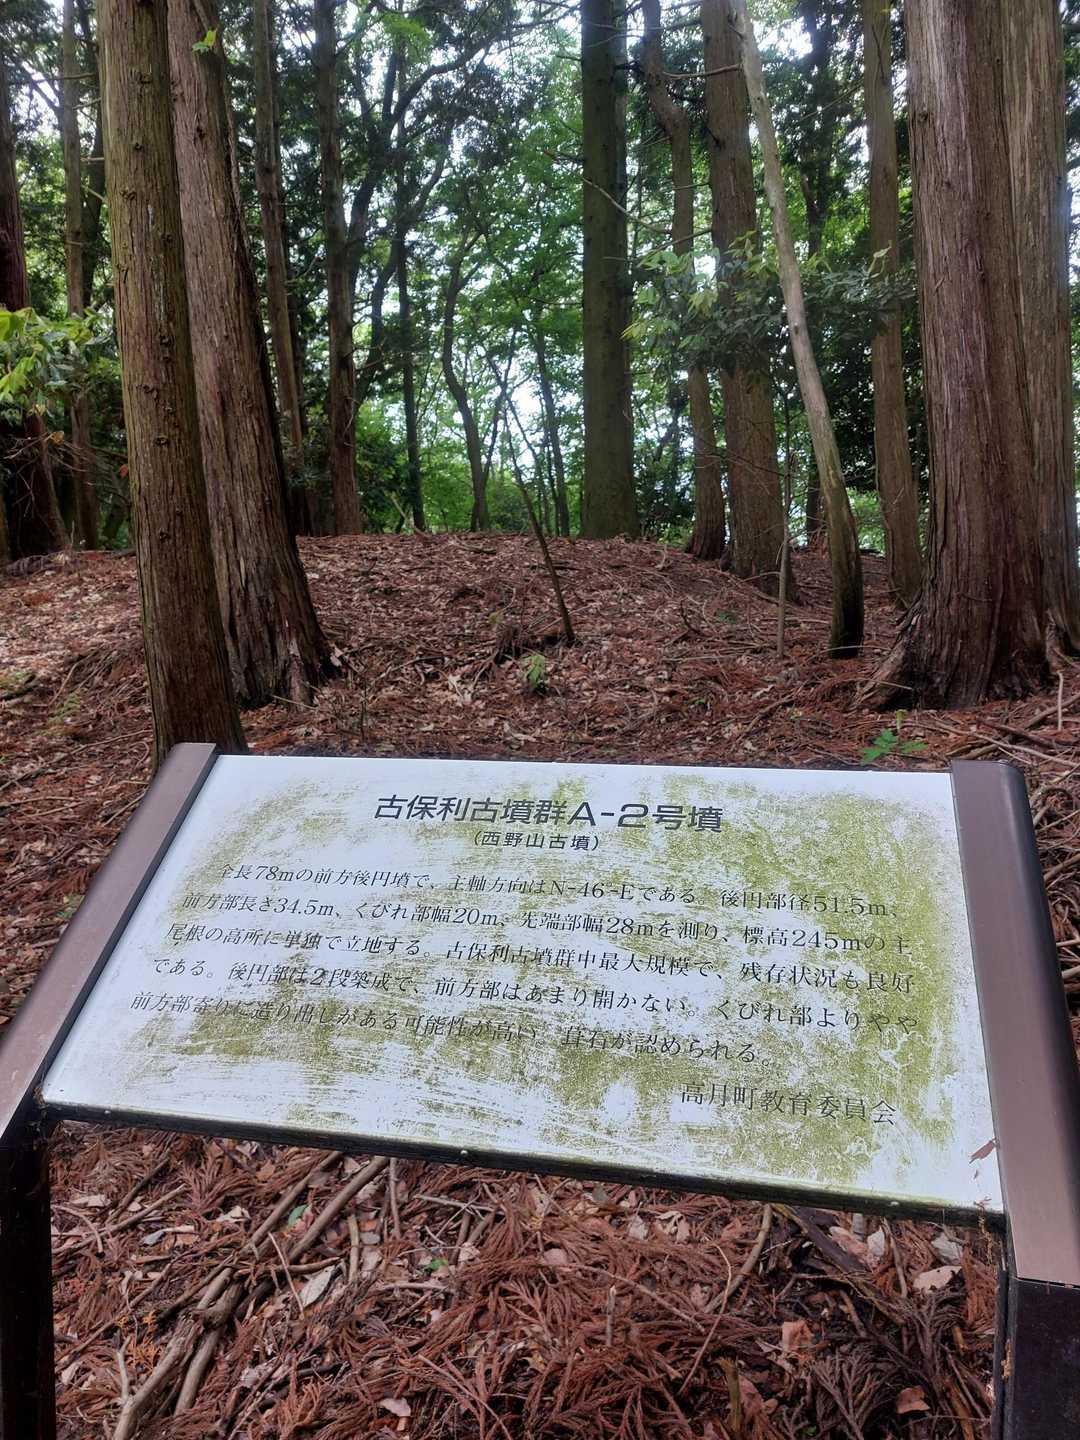 古保利古墳群A-2号墳
(西野山古墳)
全長78mの前方後円墳で、主軸方向はN-46-Eである。後円部径51.5m、
前方部長さ34.5m、くびれ部幅20m、先端部幅28mを測り、標高245mの主
尾根の高所に単独で立地する。古保利古墳群中最大規模で、残存状況も良好
である。後円部は2段築成で、前方部はあまり開かない。くびれ部よりやや
前方部寄りに造り出しがある可能性が高い。葺石が認められる。
高月町教育委員会